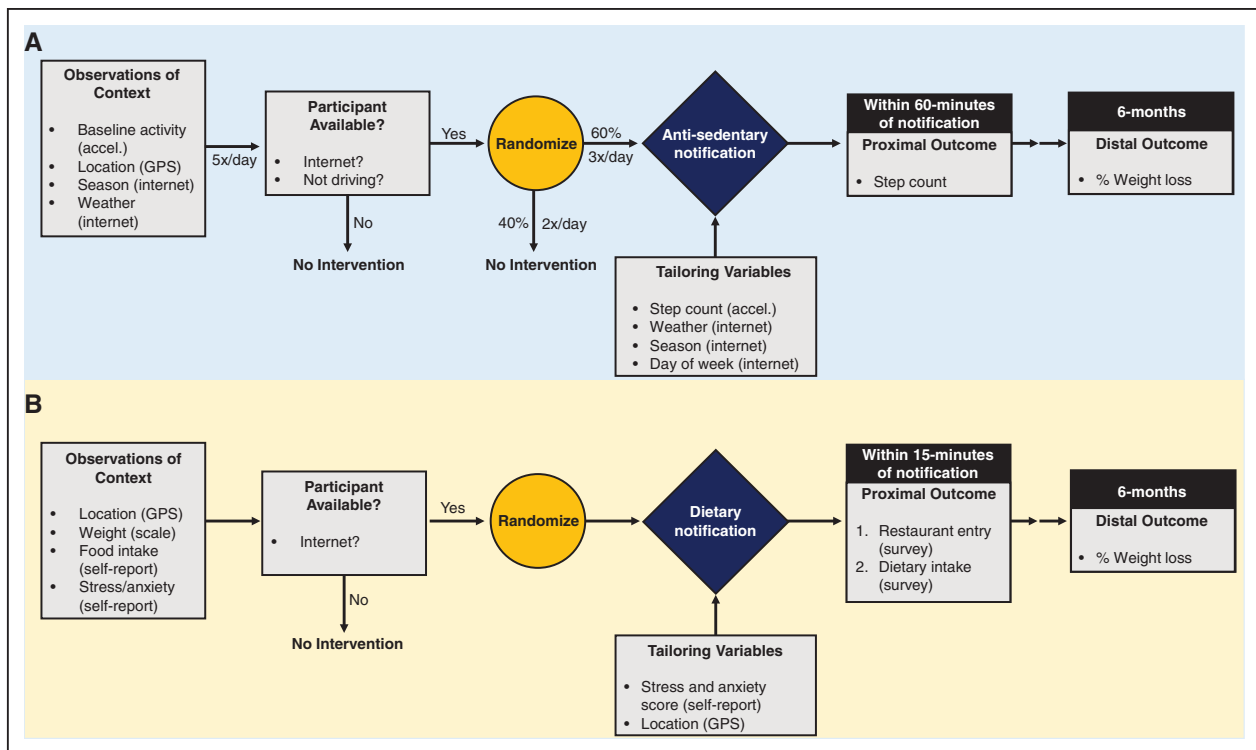 A
Observations of
Context
• Baseline activity
(accel.)
• Location (GPS)
• Season (internet)
• Weather
(internet)
5x/day
Participant
Available?
• Internet?
• Not driving?
Yes
No
No Intervention
Randomize
60%
3x/day
40%
2x/day
No Intervention
Anti-sedentary
notification
Tailoring Variables
• Step count (accel.)
• Weather (internet)
• Season (internet)
• Day of week (internet)
Within 60-minutes
of notification
Proximal Outcome
• Step count
6-months
Distal Outcome
• % Weight loss
B
Observations of
Context
• Location (GPS)
• Weight (scale)
• Food intake
(self-report)
• Stress/anxiety
(self-report)
Participant
Available?
• Internet?
Yes
No
No Intervention
Randomize
Dietary
notification
Tailoring Variables
• Stress and anxiety
score (self-report)
• Location (GPS)
Within 15-minutes
of notification
Proximal Outcome
1. Restaurant entry
(survey)
2. Dietary intake
(survey)
6-months
Distal Outcome
• % Weight loss